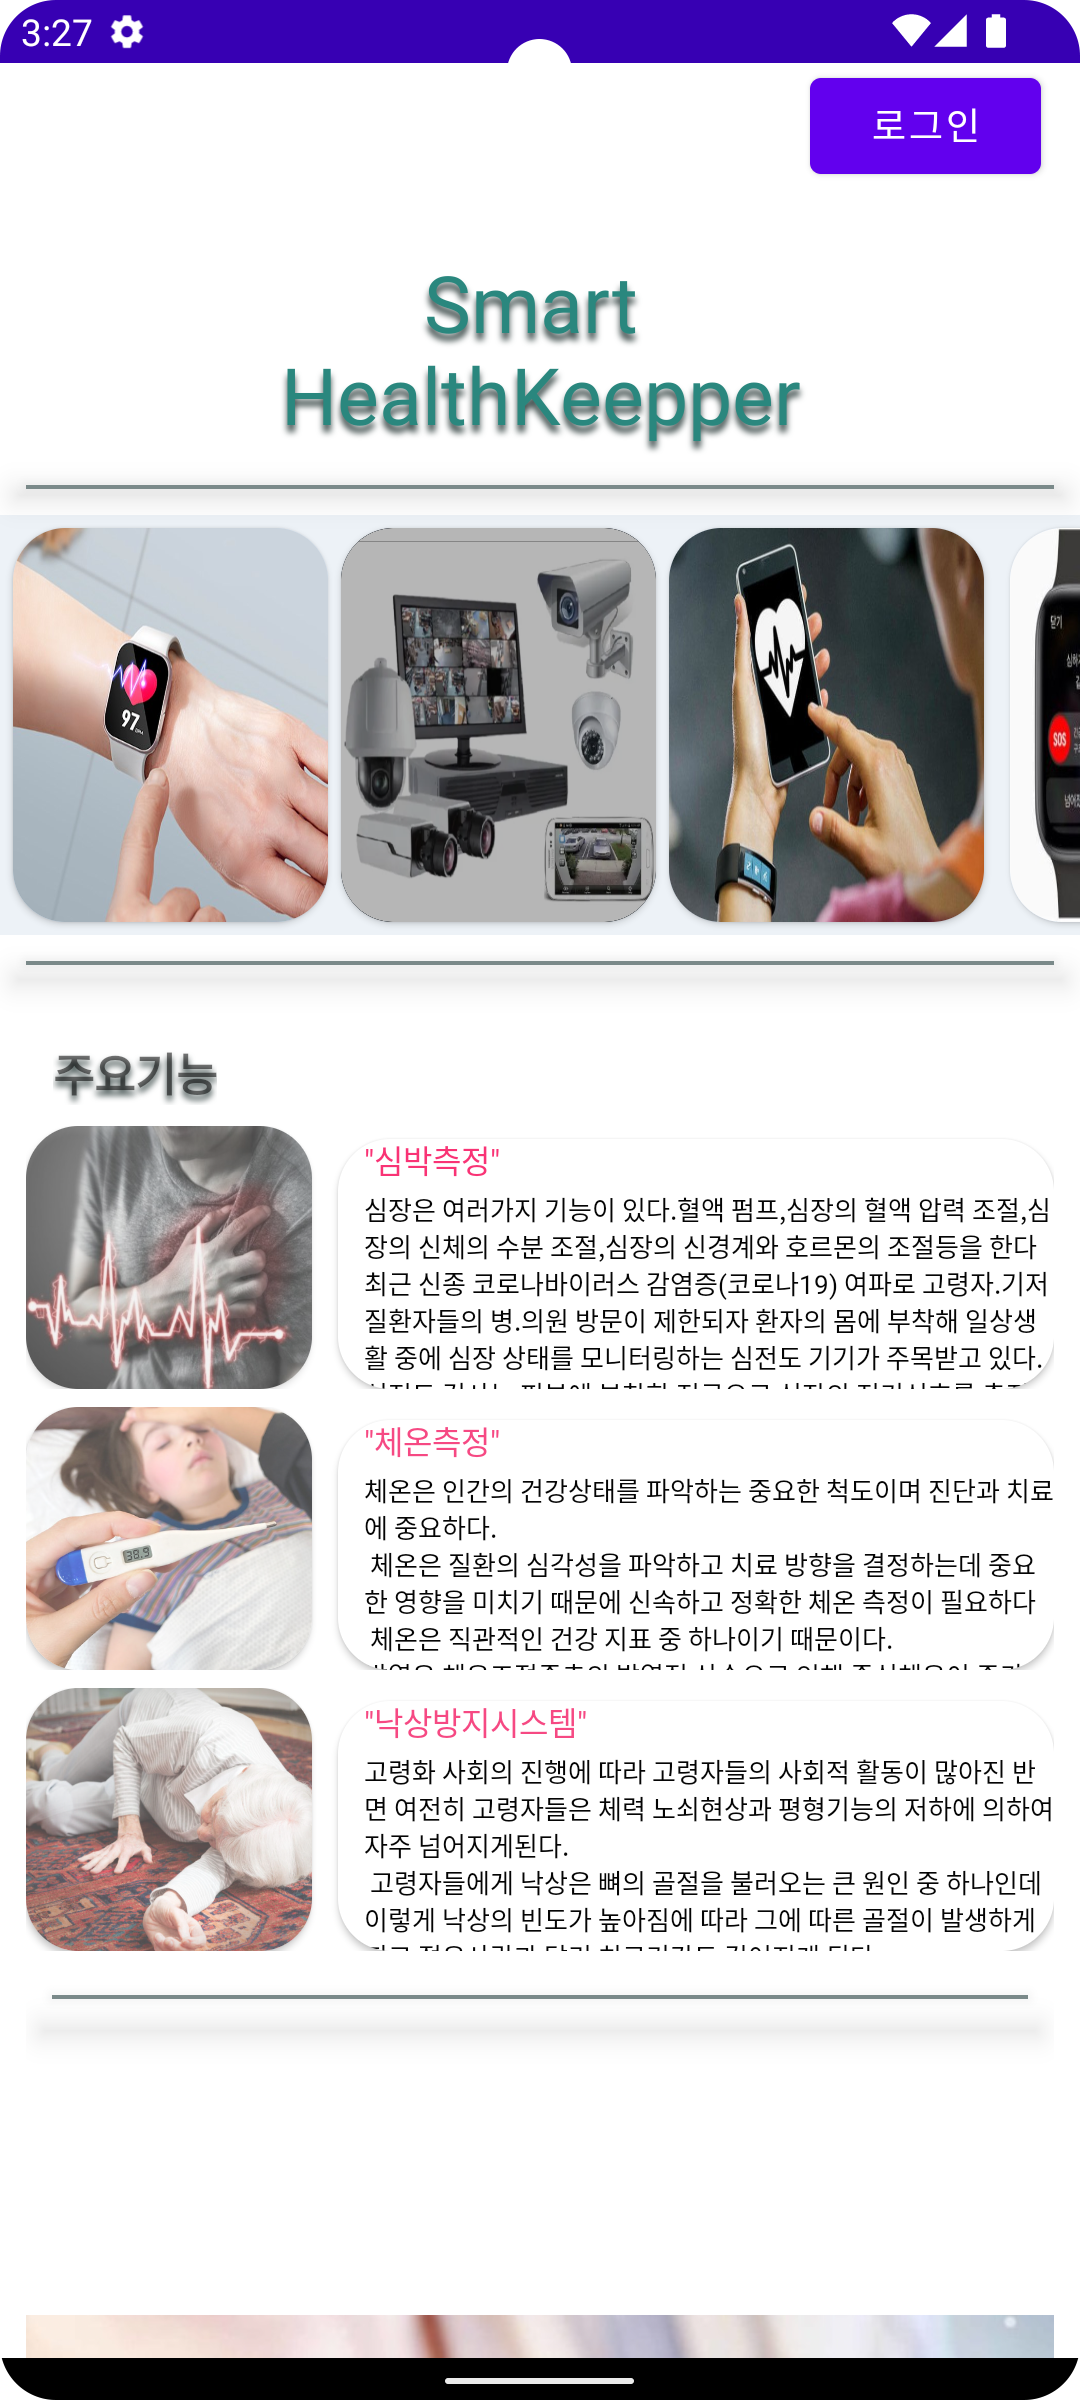 3:27
로그인
Smart
HealthKeepper
97
닫기
SOS
주요기능
"심박측정"
심장은 여러가지 기능이 있다.혈액 펌프,심장의 혈액 압력 조절,심
장의 신체의 수분 조절,심장의 신경계와 호르몬의 조절등을 한다
최근 신종 코로나바이러스 감염증(코로나19) 여파로 고령자.기저
질환자들의 병.의원 방문이 제한되자 환자의 몸에 부착해 일상생
활 중에 심장 상태를 모니터링하는 심전도 기기가 주목받고 있다.
"체온측정"
38.9
체온은 인간의 건강상태를 파악하는 중요한 척도이며 진단과 치료
에 중요하다.
체온은 질환의 심각성을 파악하고 치료 방향을 결정하는데 중요
한 영향을 미치기 때문에 신속하고 정확한 체온 측정이 필요하다
체온은 직관적인 건강 지표 중 하나이기 때문이다.
"낙상방지시스템"
고령화 사회의 진행에 따라 고령자들의 사회적 활동이 많아진 반
면 여전히 고령자들은 체력 노쇠현상과 평형기능의 저하에 의하여
자주 넘어지게된다.
고령자들에게 낙상은 뼈의 골절을 불러오는 큰 원인 중 하나인데
이렇게 낙상의 빈도가 높아짐에 따라 그에 따른 골절이 발생하게